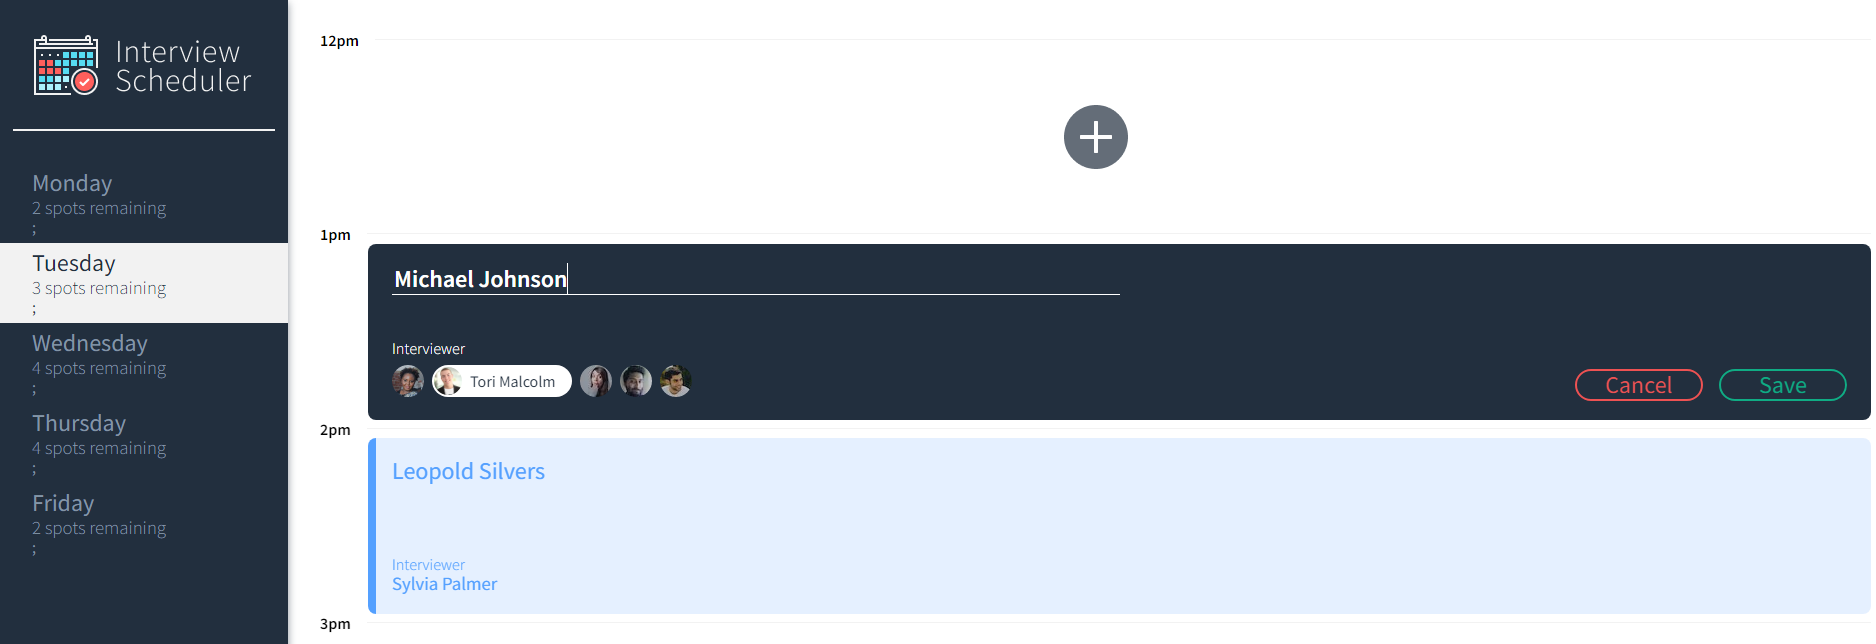 Interview
Scheduler
Monday
2 spots remaining
;
Tuesday
3 spots remaining
;
Wednesday
4 spots remaining
;
Thursday
4 spots remaining
;
Friday
2 spots remaining
;
12pm
1pm
Michael Johnson
Interviewer
Tori Malcolm
Cancel
Save
2pm
Leopold Silvers
Interviewer
Sylvia Palmer
3pm